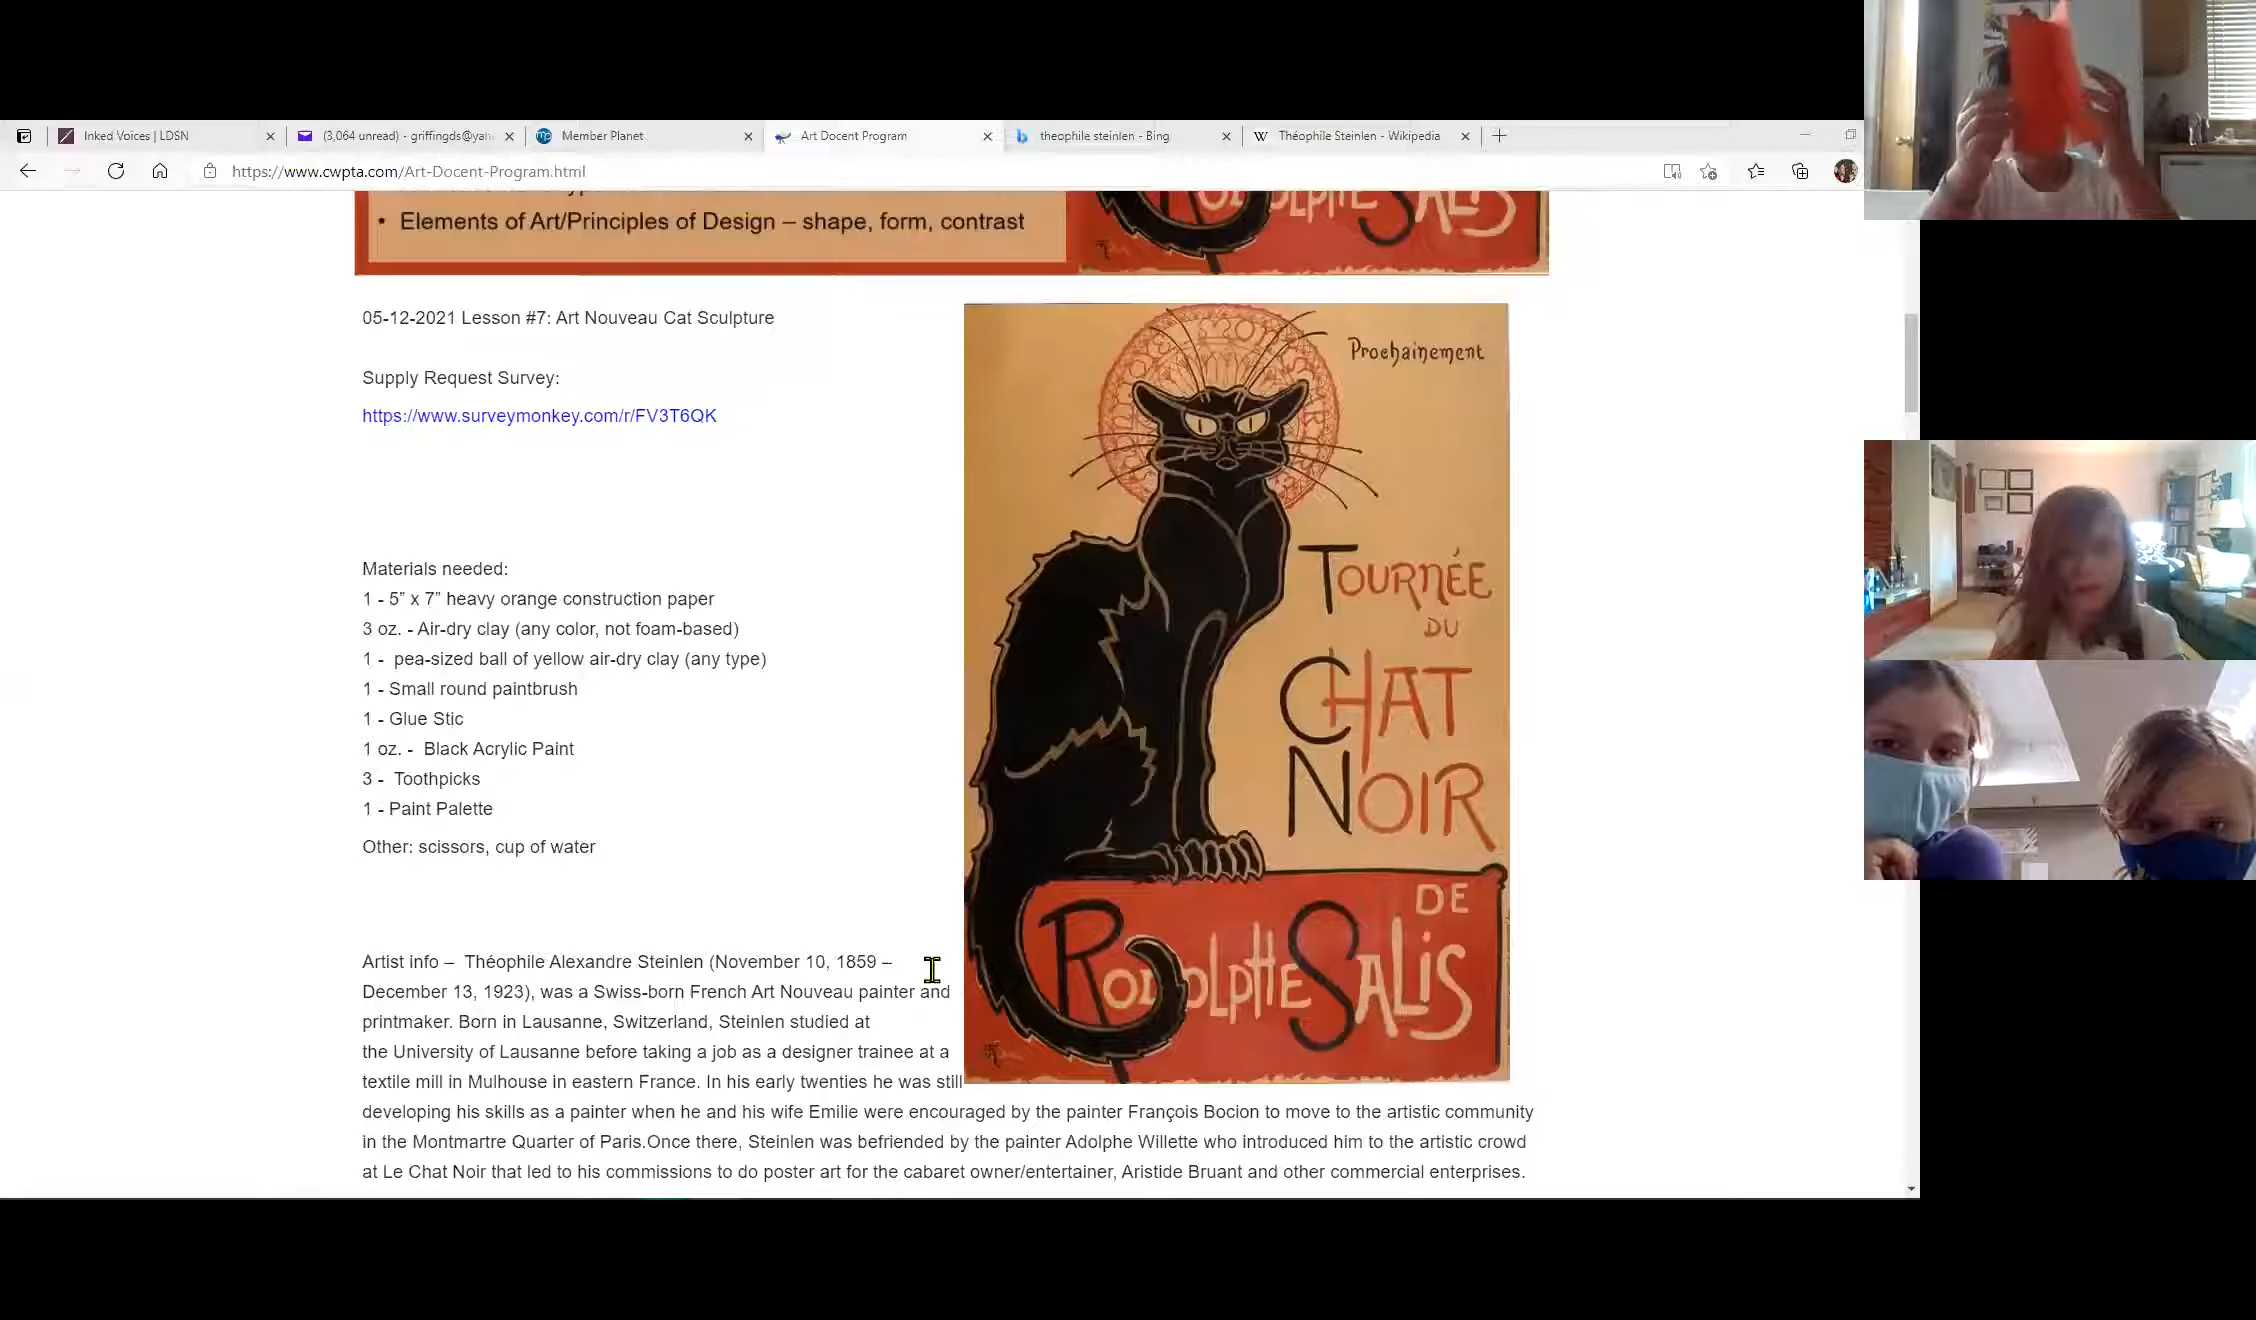 Inked Voices | LDSN
(3,064 unread) - griffingds@yah
Member Planet
Art Docent Program
theophile steinlen - Bing
Théophile Steinlen - Wikipedia
https://www.cwpta.com/Art-Docent-Program.html
• Elements of Art/Principles of Design – shape, form, contrast
RODOLPHE SALIS
05-12-2021 Lesson #7: Art Nouveau Cat Sculpture
Supply Request Survey:
https://www.surveymonkey.com/r/FV3T6QK
Materials needed:
1 - 5” x 7” heavy orange construction paper
3 oz. - Air-dry clay (any color, not foam-based)
1 -  pea-sized ball of yellow air-dry clay (any type)
1 - Small round paintbrush
1 - Glue Stic
1 oz. -  Black Acrylic Paint
3 -  Toothpicks
1 - Paint Palette
Other: scissors, cup of water
Prochainement
TOURNÉE
DU
CHAT
NOIR
DE
RODOLPHE SALIS
Artist info –  Théophile Alexandre Steinlen (November 10, 1859 –
December 13, 1923), was a Swiss-born French Art Nouveau painter and
printmaker. Born in Lausanne, Switzerland, Steinlen studied at
the University of Lausanne before taking a job as a designer trainee at a
textile mill in Mulhouse in eastern France. In his early twenties he was still
developing his skills as a painter when he and his wife Emilie were encouraged by the painter François Bocion to move to the artistic community
in the Montmartre Quarter of Paris.Once there, Steinlen was befriended by the painter Adolphe Willette who introduced him to the artistic crowd
at Le Chat Noir that led to his commissions to do poster art for the cabaret owner/entertainer, Aristide Bruant and other commercial enterprises.